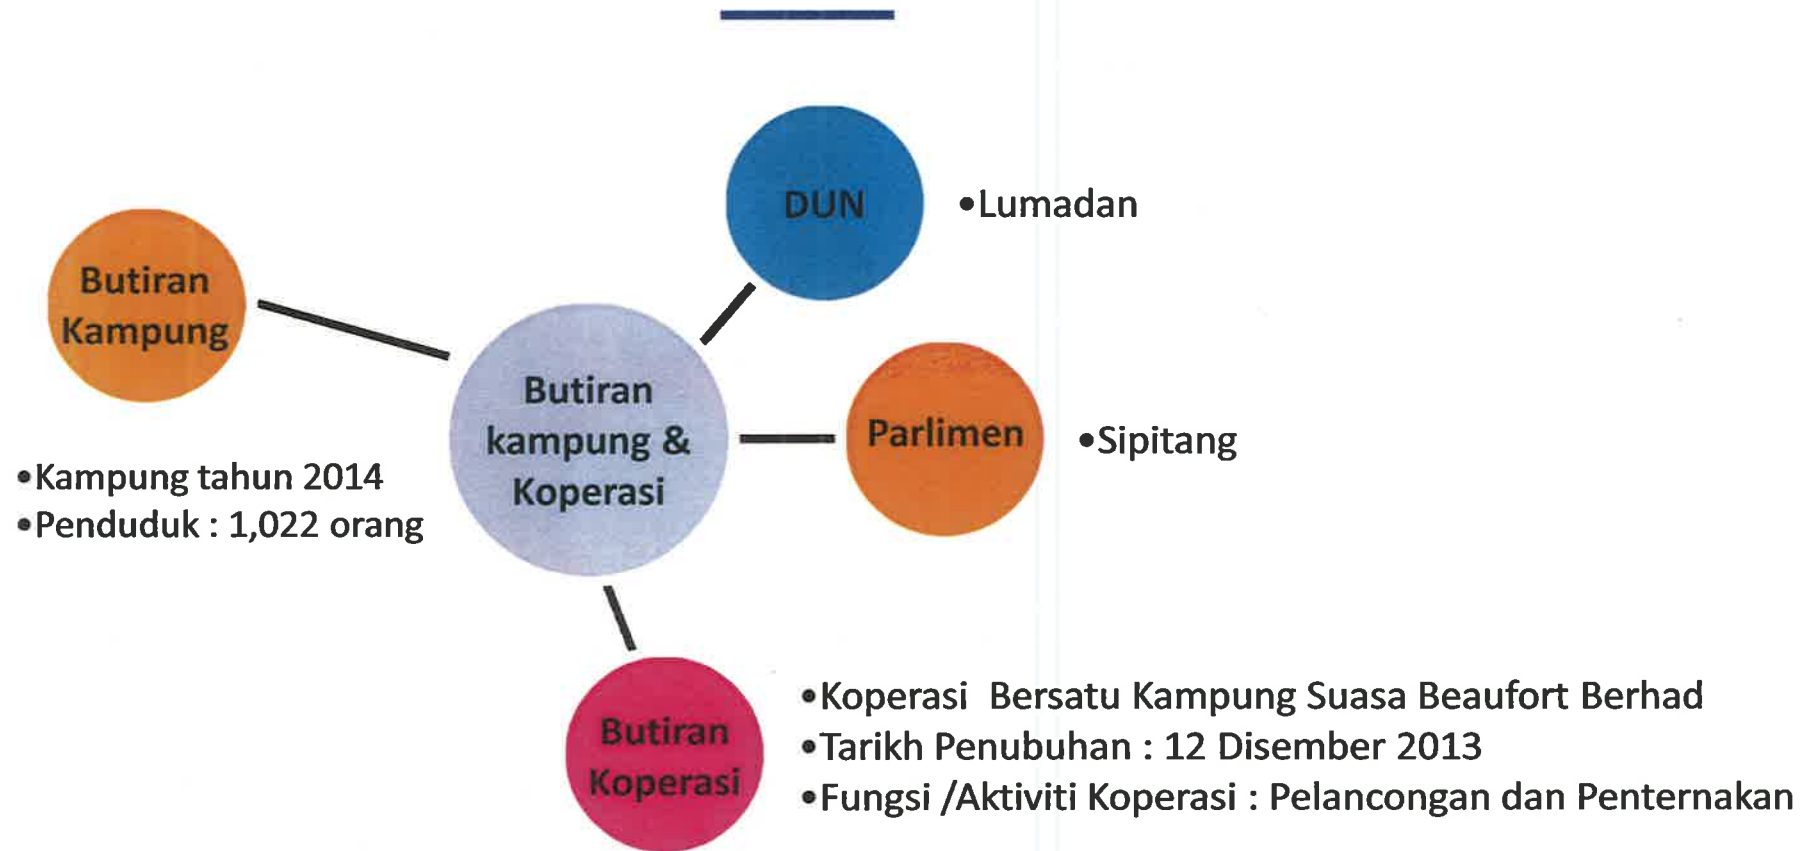 DUN
•Lumadan
Butiran
Kampung
•Kampung tahun 2014
•Penduduk : 1,022 orang
Butiran
kampung &
Koperasi
Parlimen
•Sipitang
Butiran
Koperasi
•Koperasi  Bersatu Kampung Suasa Beaufort Berhad
•Tarikh Penubuhan : 12 Disember 2013
•Fungsi /Aktiviti Koperasi : Pelancongan dan Penternakan